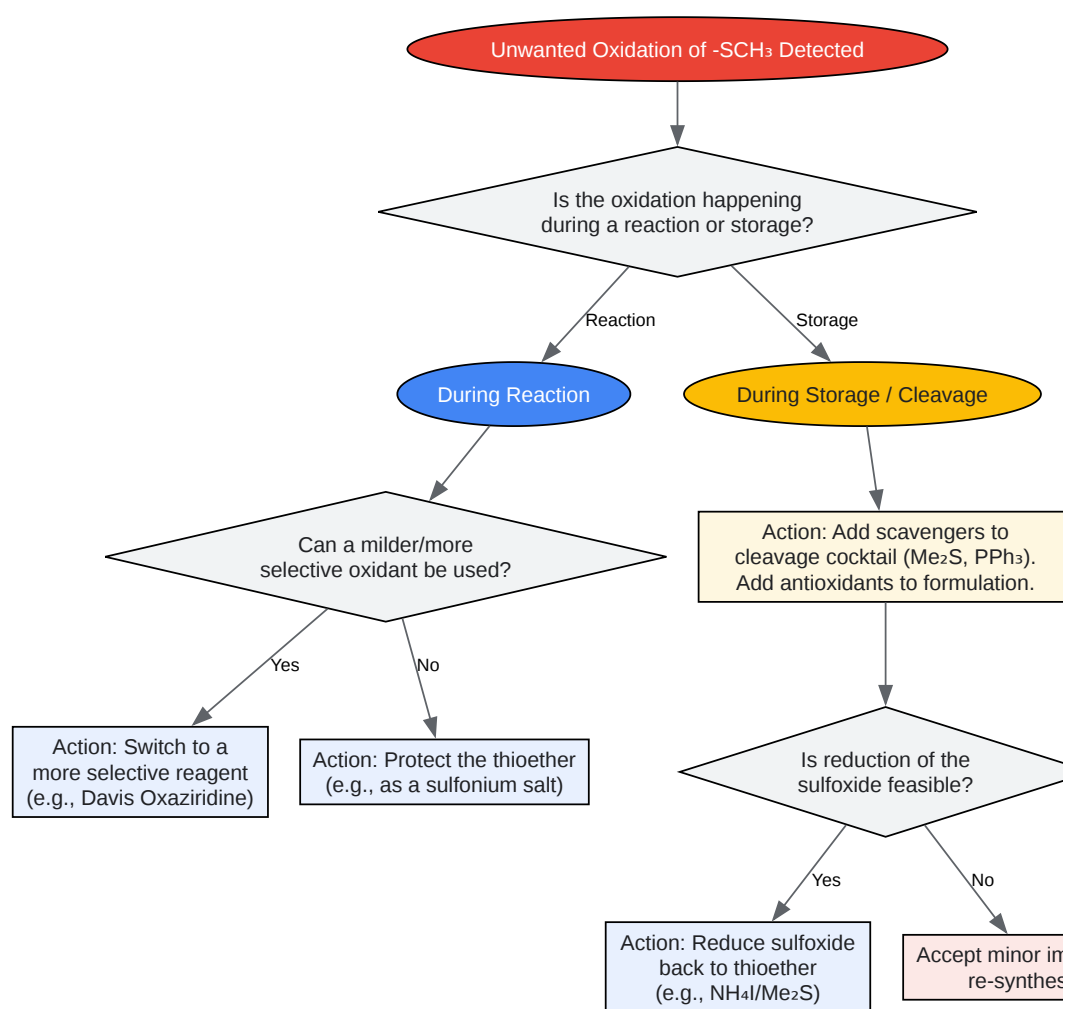 Unwanted Oxidation of -SCH₃ Detected
Is the oxidation happening
during a reaction or storage?
Reaction
Storage
During Reaction
During Storage / Cleavage
Can a milder/more
selective oxidant be used?
Action: Add scavengers to
cleavage cocktail (Me₂S, PPh₃).
Add antioxidants to formulation.
Yes
No
Action: Switch to a
more selective reagent
(e.g., Davis Oxaziridine)
Action: Protect the thioether
(e.g., as a sulfonium salt)
Is reduction of the
sulfoxide feasible?
Yes
No
Action: Reduce sulfoxide
back to thioether
(e.g., NH₄I/Me₂S)
Accept minor